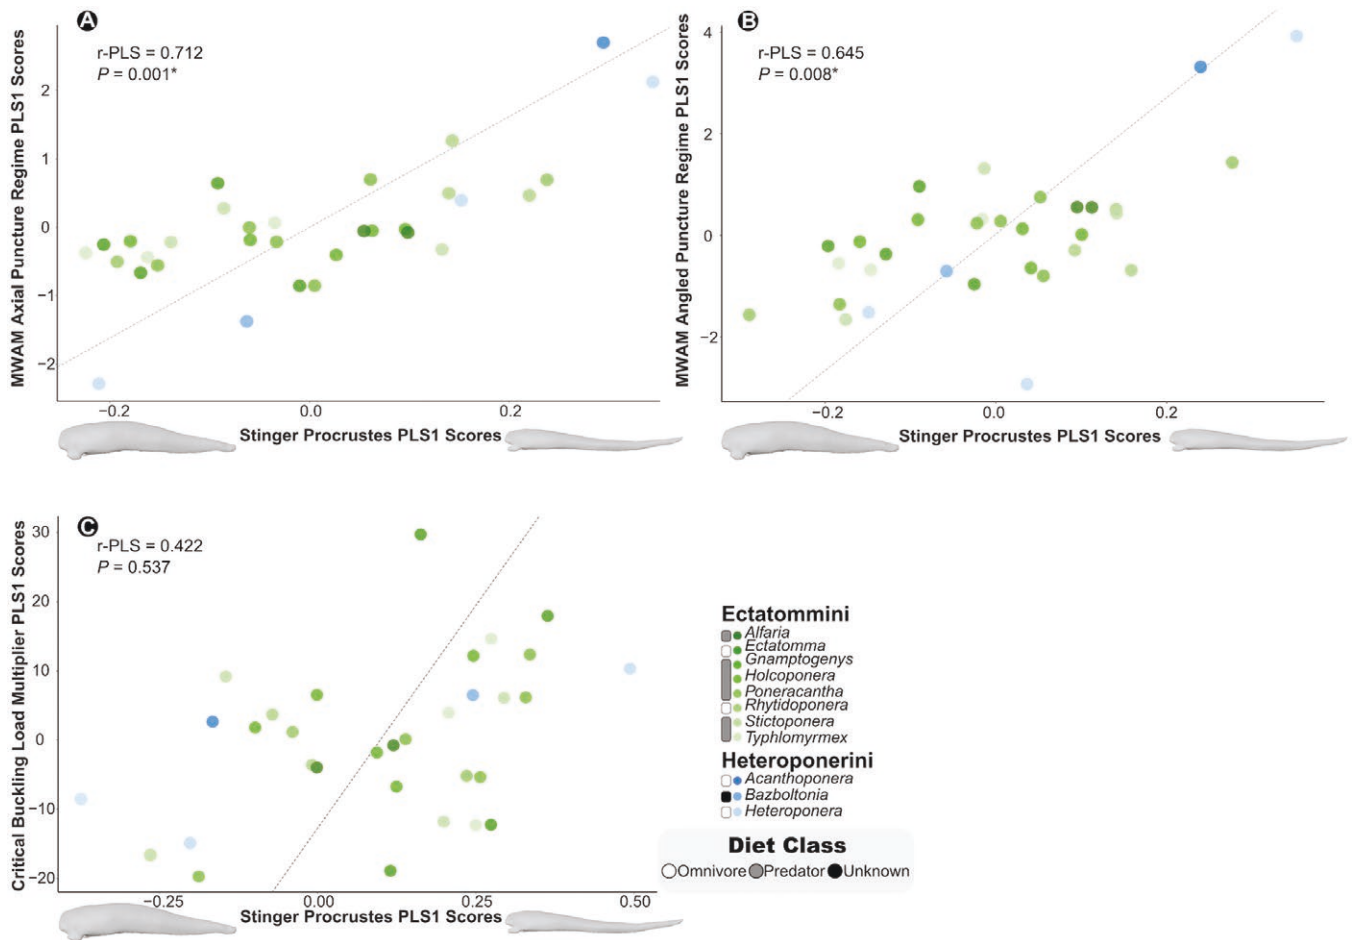 A
r-PLS = 0.712
P = 0.001*
MWAM Axial Puncture Regime PLS1 Scores
2
1
0
−1
−2
−0.2
0.0
0.2
Stinger Procrustes PLS1 Scores
B
r-PLS = 0.645
P = 0.008*
MWAM Angled Puncture Regime PLS1 Scores
4
2
0
−2
−0.2
0.0
0.2
Stinger Procrustes PLS1 Scores
C
r-PLS = 0.422
P = 0.537
Critical Buckling Load Multiplier PLS1 Scores
30
20
10
0
−10
−20
−0.25
0.00
0.25
0.50
Stinger Procrustes PLS1 Scores
Ectatommini
Alfaria
Ectatomma
Gnamptogenys
Holcoponera
Poneracantha
Rhytidoponera
Stictoponera
Typhlomyrmex
Heteroponerini
Acanthoponera
Bazboltonia
Heteroponera
Diet Class
Omnivore Predator Unknown